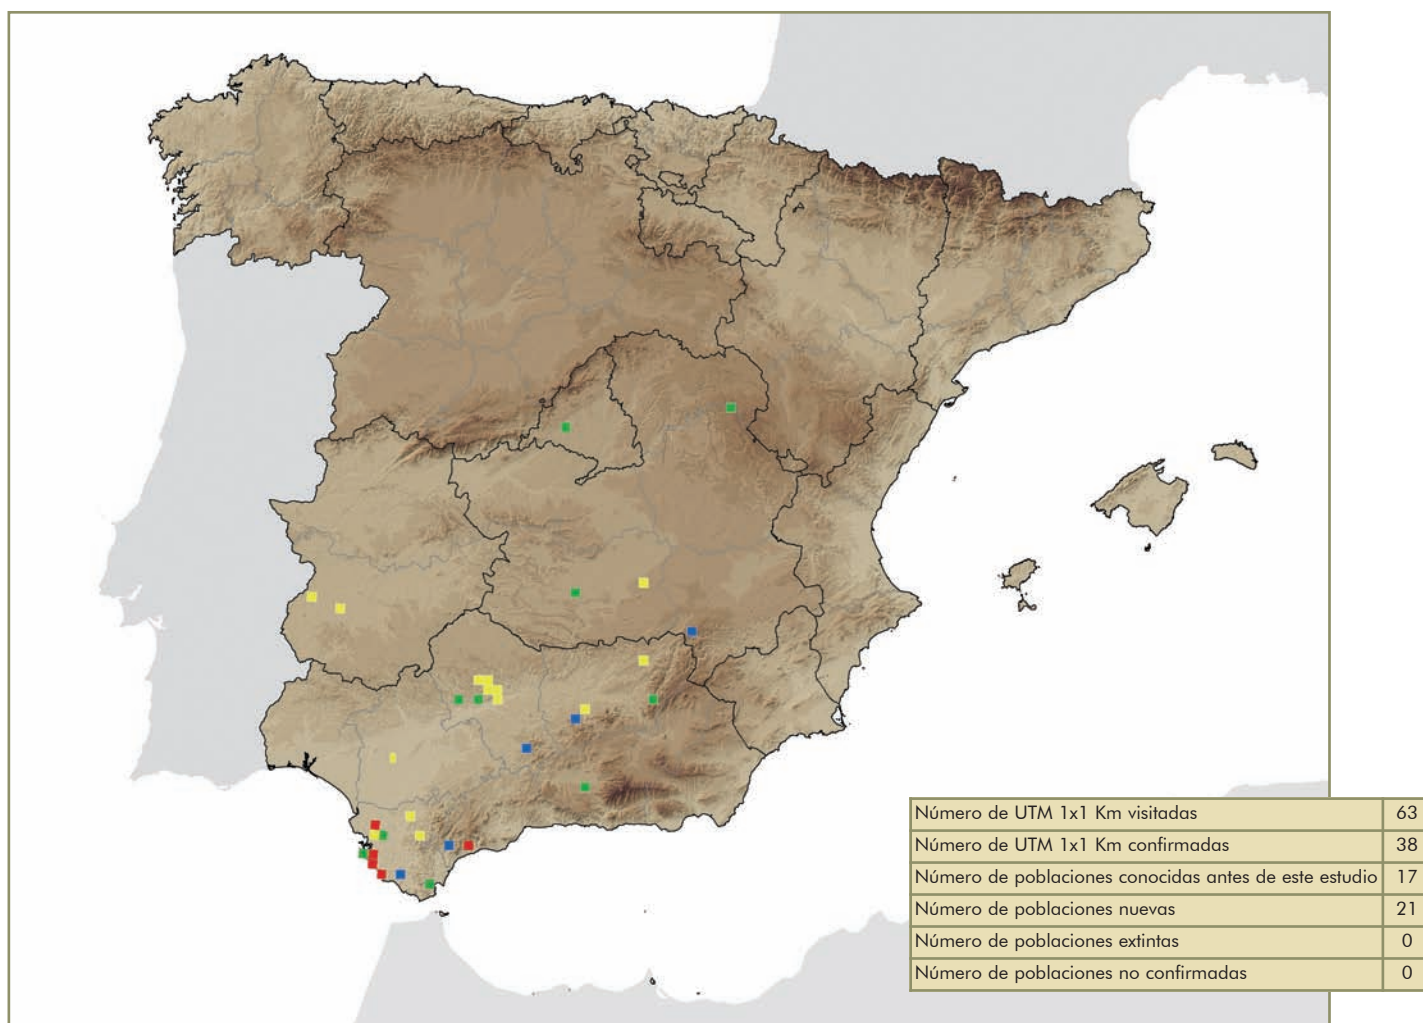 Número de UTM 1x1 Km visitadas 63
Número de UTM 1x1 Km confirmadas 38
Número de poblaciones conocidas antes de este estudio 17
Número de poblaciones nuevas 21
Número de poblaciones extintas 0
Número de poblaciones no confirmadas 0